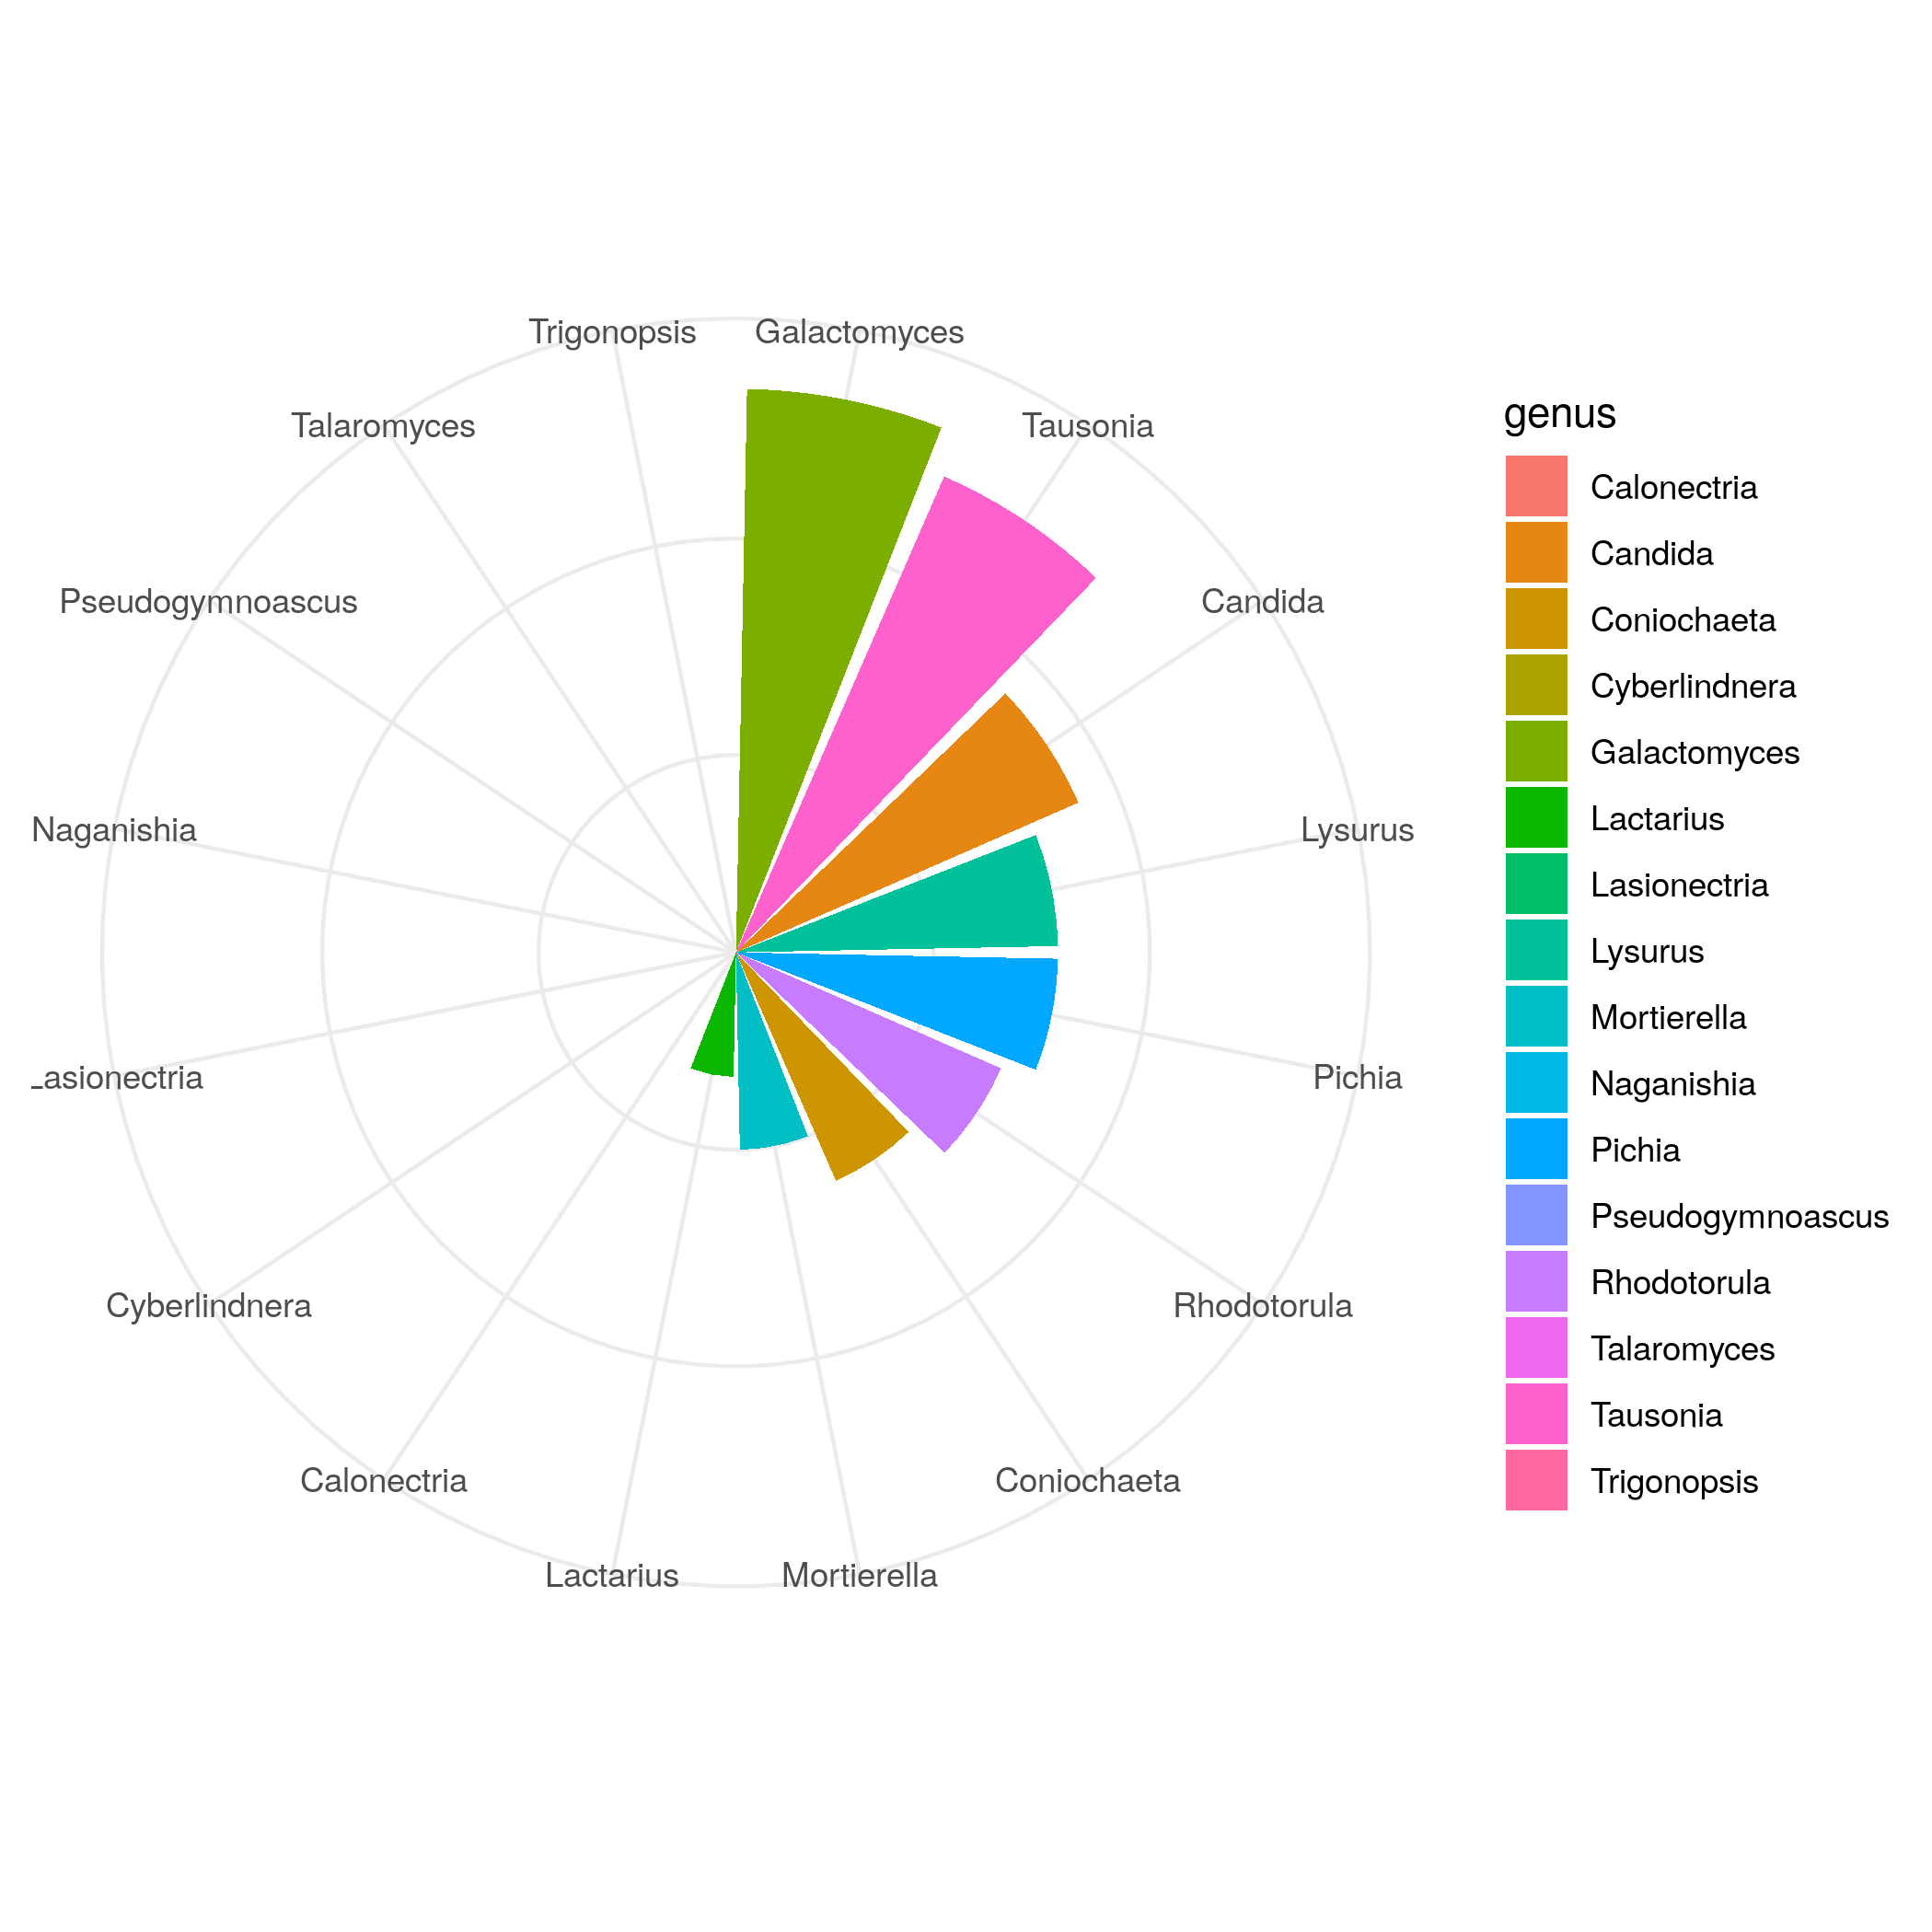 Trigonopsis
Galactomyces
Talaromyces
Tausonia
Pseudogymnoascus
Candida
Naganishia
Lysurus
Lasionectria
Pichia
Cyberlindnera
Rhodotorula
Calonectria
Coniochaeta
Lactarius
Mortierella
genus
Calonectria
Candida
Coniochaeta
Cyberlindnera
Galactomyces
Lactarius
Lasionectria
Lysurus
Mortierella
Naganishia
Pichia
Pseudogymnoascus
Rhodotorula
Talaromyces
Tausonia
Trigonopsis